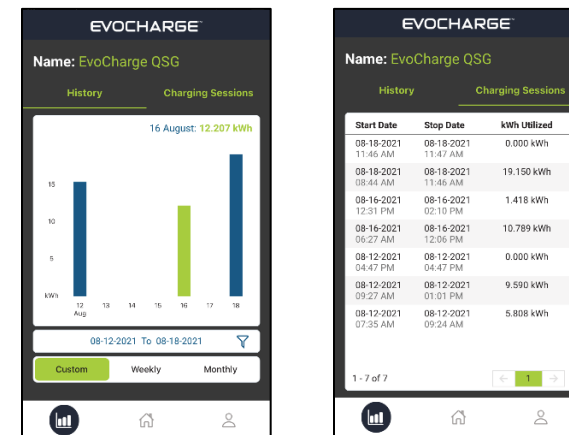 EVOCHARGE
Name: EvoCharge QSG
History Charging Sessions
16 August: 12.207 kWh
15
10
5
kWh
12 13 14 15 16 17 18
Aug
08-12-2021 To 08-18-2021
Custom Weekly Monthly
EVOCHARGE
Name: EvoCharge QSG
History Charging Sessions
Start Date Stop Date kWh Utilized
08-18-2021 08-18-2021 0.000 kWh
11:46 AM 11:47 AM
08-18-2021 08-18-2021 19.150 kWh
08:44 AM 11:46 AM
08-16-2021 08-16-2021 1.418 kWh
12:31 PM 02:10 PM
08-16-2021 08-16-2021 10.789 kWh
06:27 AM 12:06 PM
08-12-2021 08-12-2021 0.000 kWh
04:47 PM 04:47 PM
08-12-2021 08-12-2021 9.590 kWh
09:27 AM 01:01 PM
08-12-2021 08-12-2021 5.808 kWh
07:35 AM 09:24 AM
1 - 7 of 7 ← 1 →